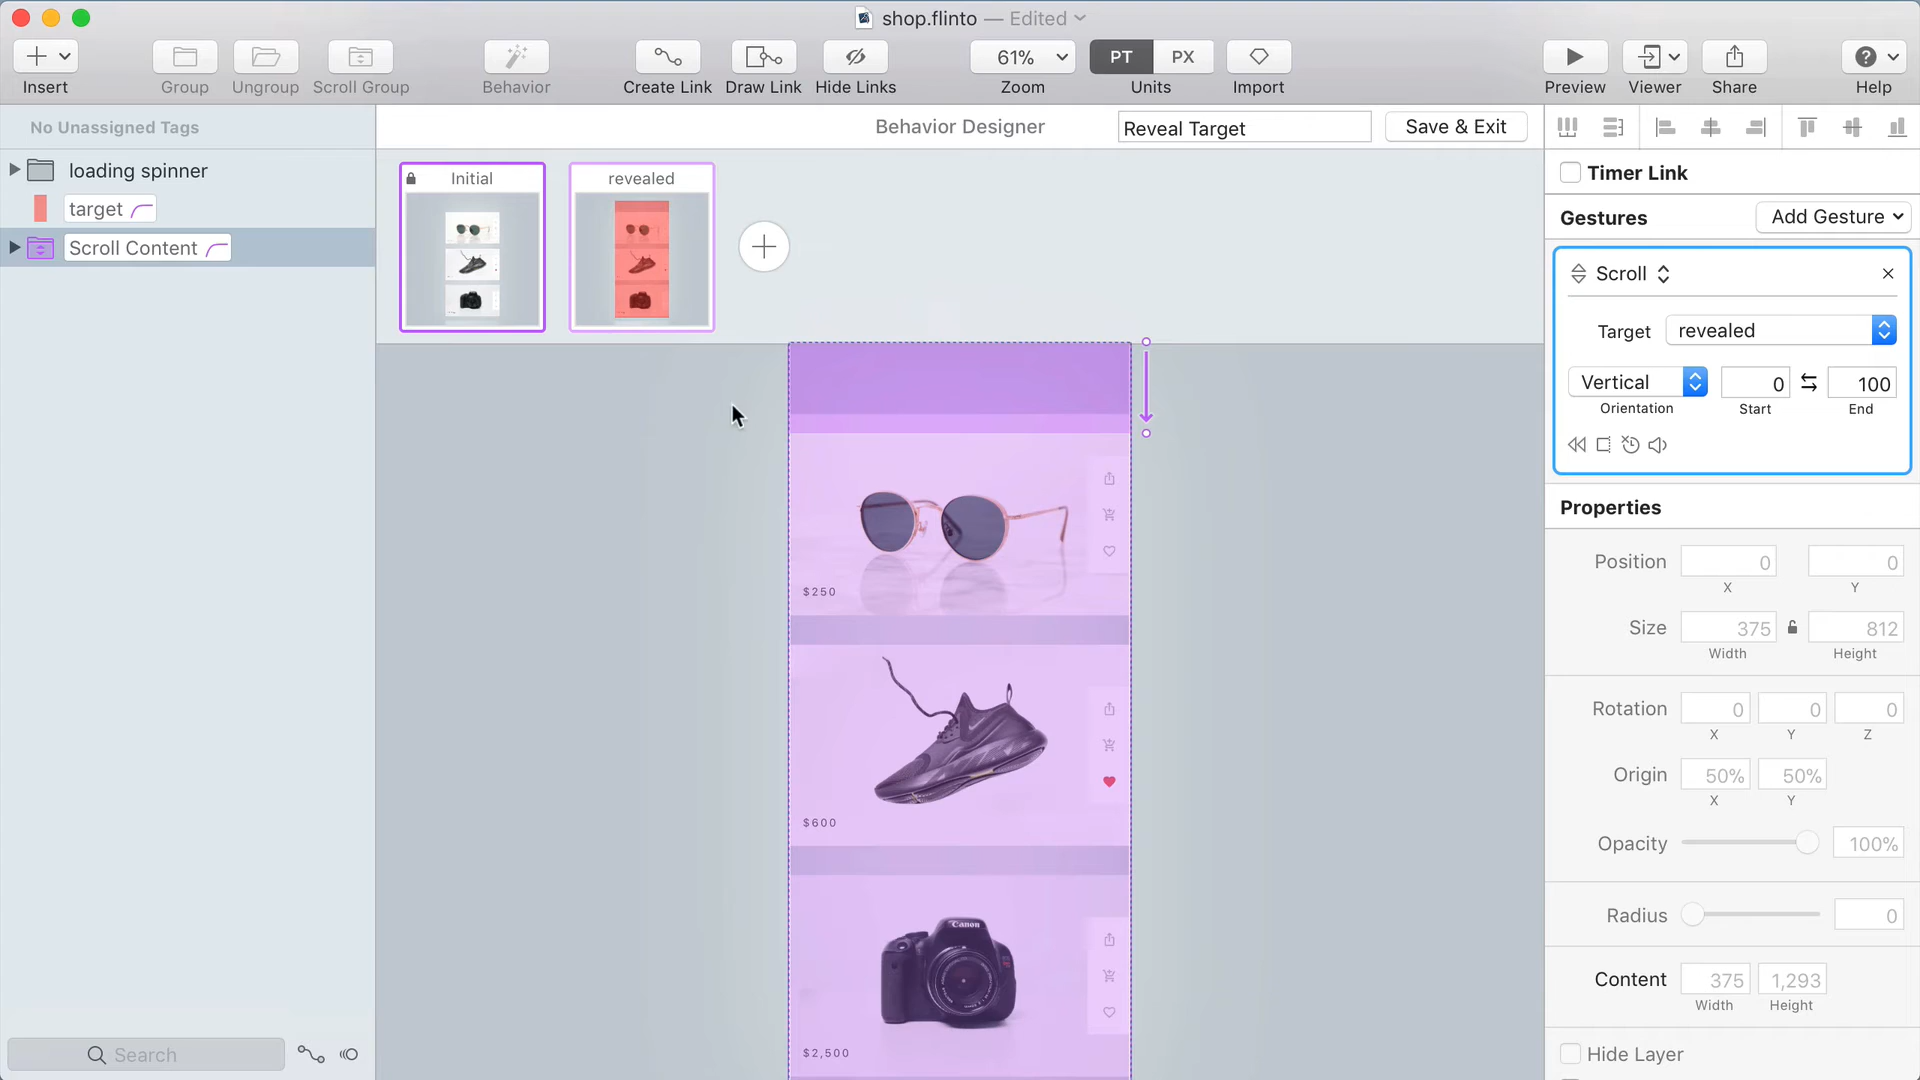 shop.flinto — Edited
Insert
Group
Ungroup
Scroll Group
Behavior
Create Link
Draw Link
Hide Links
61%
Zoom
PT
PX
Units
Import
Preview
Viewer
Share
Help
No Unassigned Tags
Behavior Designer
Reveal Target
Save & Exit
loading spinner
target
Scroll Content
Initial
revealed
Timer Link
Gestures
Add Gesture
Scroll
Target
revealed
Vertical
0
100
Orientation
Start
End
Properties
Position
0
0
X
Y
Size
375
812
Width
Height
Rotation
0
0
0
X
Y
Z
Origin
50%
50%
X
Y
Opacity
100%
Radius
0
Content
375
1,293
Width
Height
Hide Layer
$250
$600
Canon
$2,500
Search